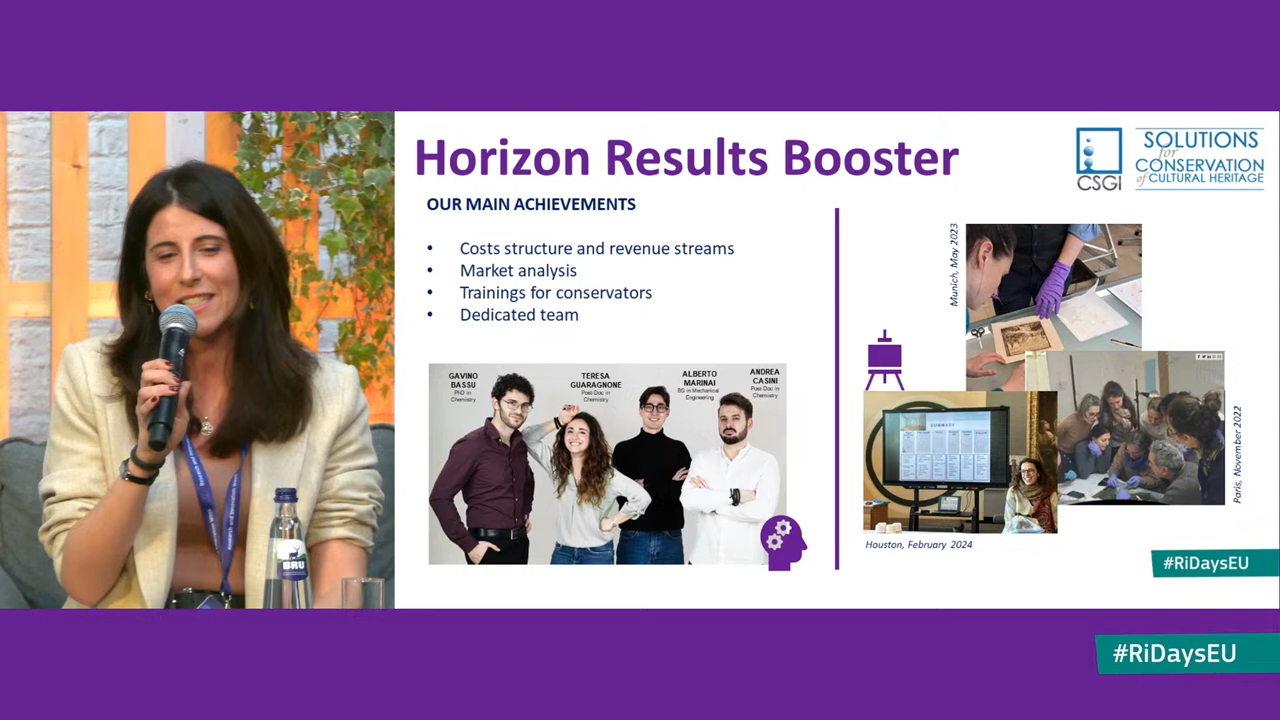 Horizon Results Booster
CSGI
SOLUTIONS
for
CONSERVATION
of CULTURAL HERITAGE
OUR MAIN ACHIEVEMENTS
• Costs structure and revenue streams
• Market analysis
• Trainings for conservators
• Dedicated team
GAVINO
BASSU
PhD in
Chemistry
TERESA
GUARAGNONE
Post-Doc in
Chemistry
ALBERTO
MARINAI
BS in Mechanical
Engineering
ANDREA
CASINI
Post-Doc in
Chemistry
Munich, May 2023
Paris, November 2022
SUMMARY
Houston, February 2024
BRU
#RiDaysEU
#RiDaysEU